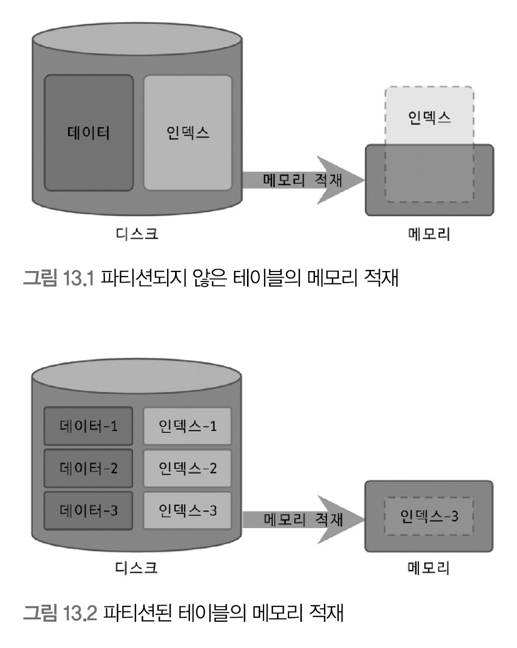 데이터
인덱스
인덱스
메모리 적재
디스크
메모리
그림 13.1 파티션되지 않은 테이블의 메모리 적재
데이터-1
인덱스-1
데이터-2
인덱스-2
데이터-3
인덱스-3
메모리 적재
인덱스-3
디스크
메모리
그림 13.2 파티션된 테이블의 메모리 적재